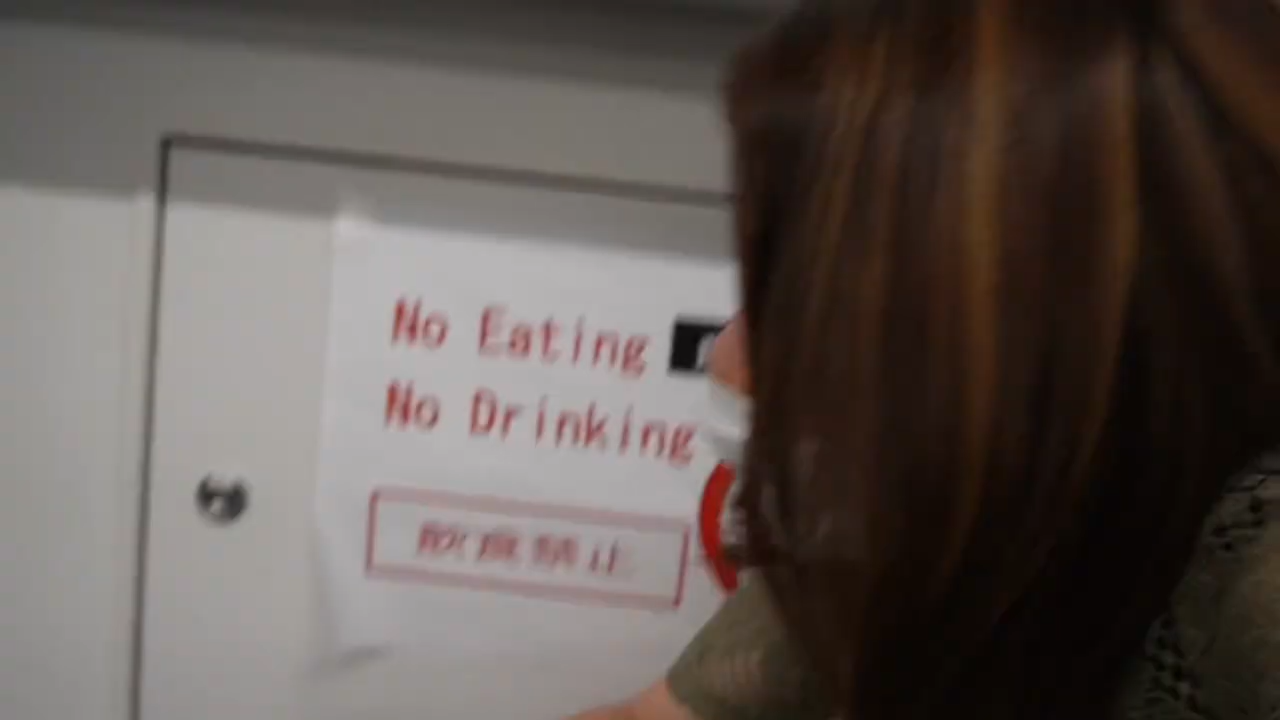 No Eating
No Drinking
飲食禁止